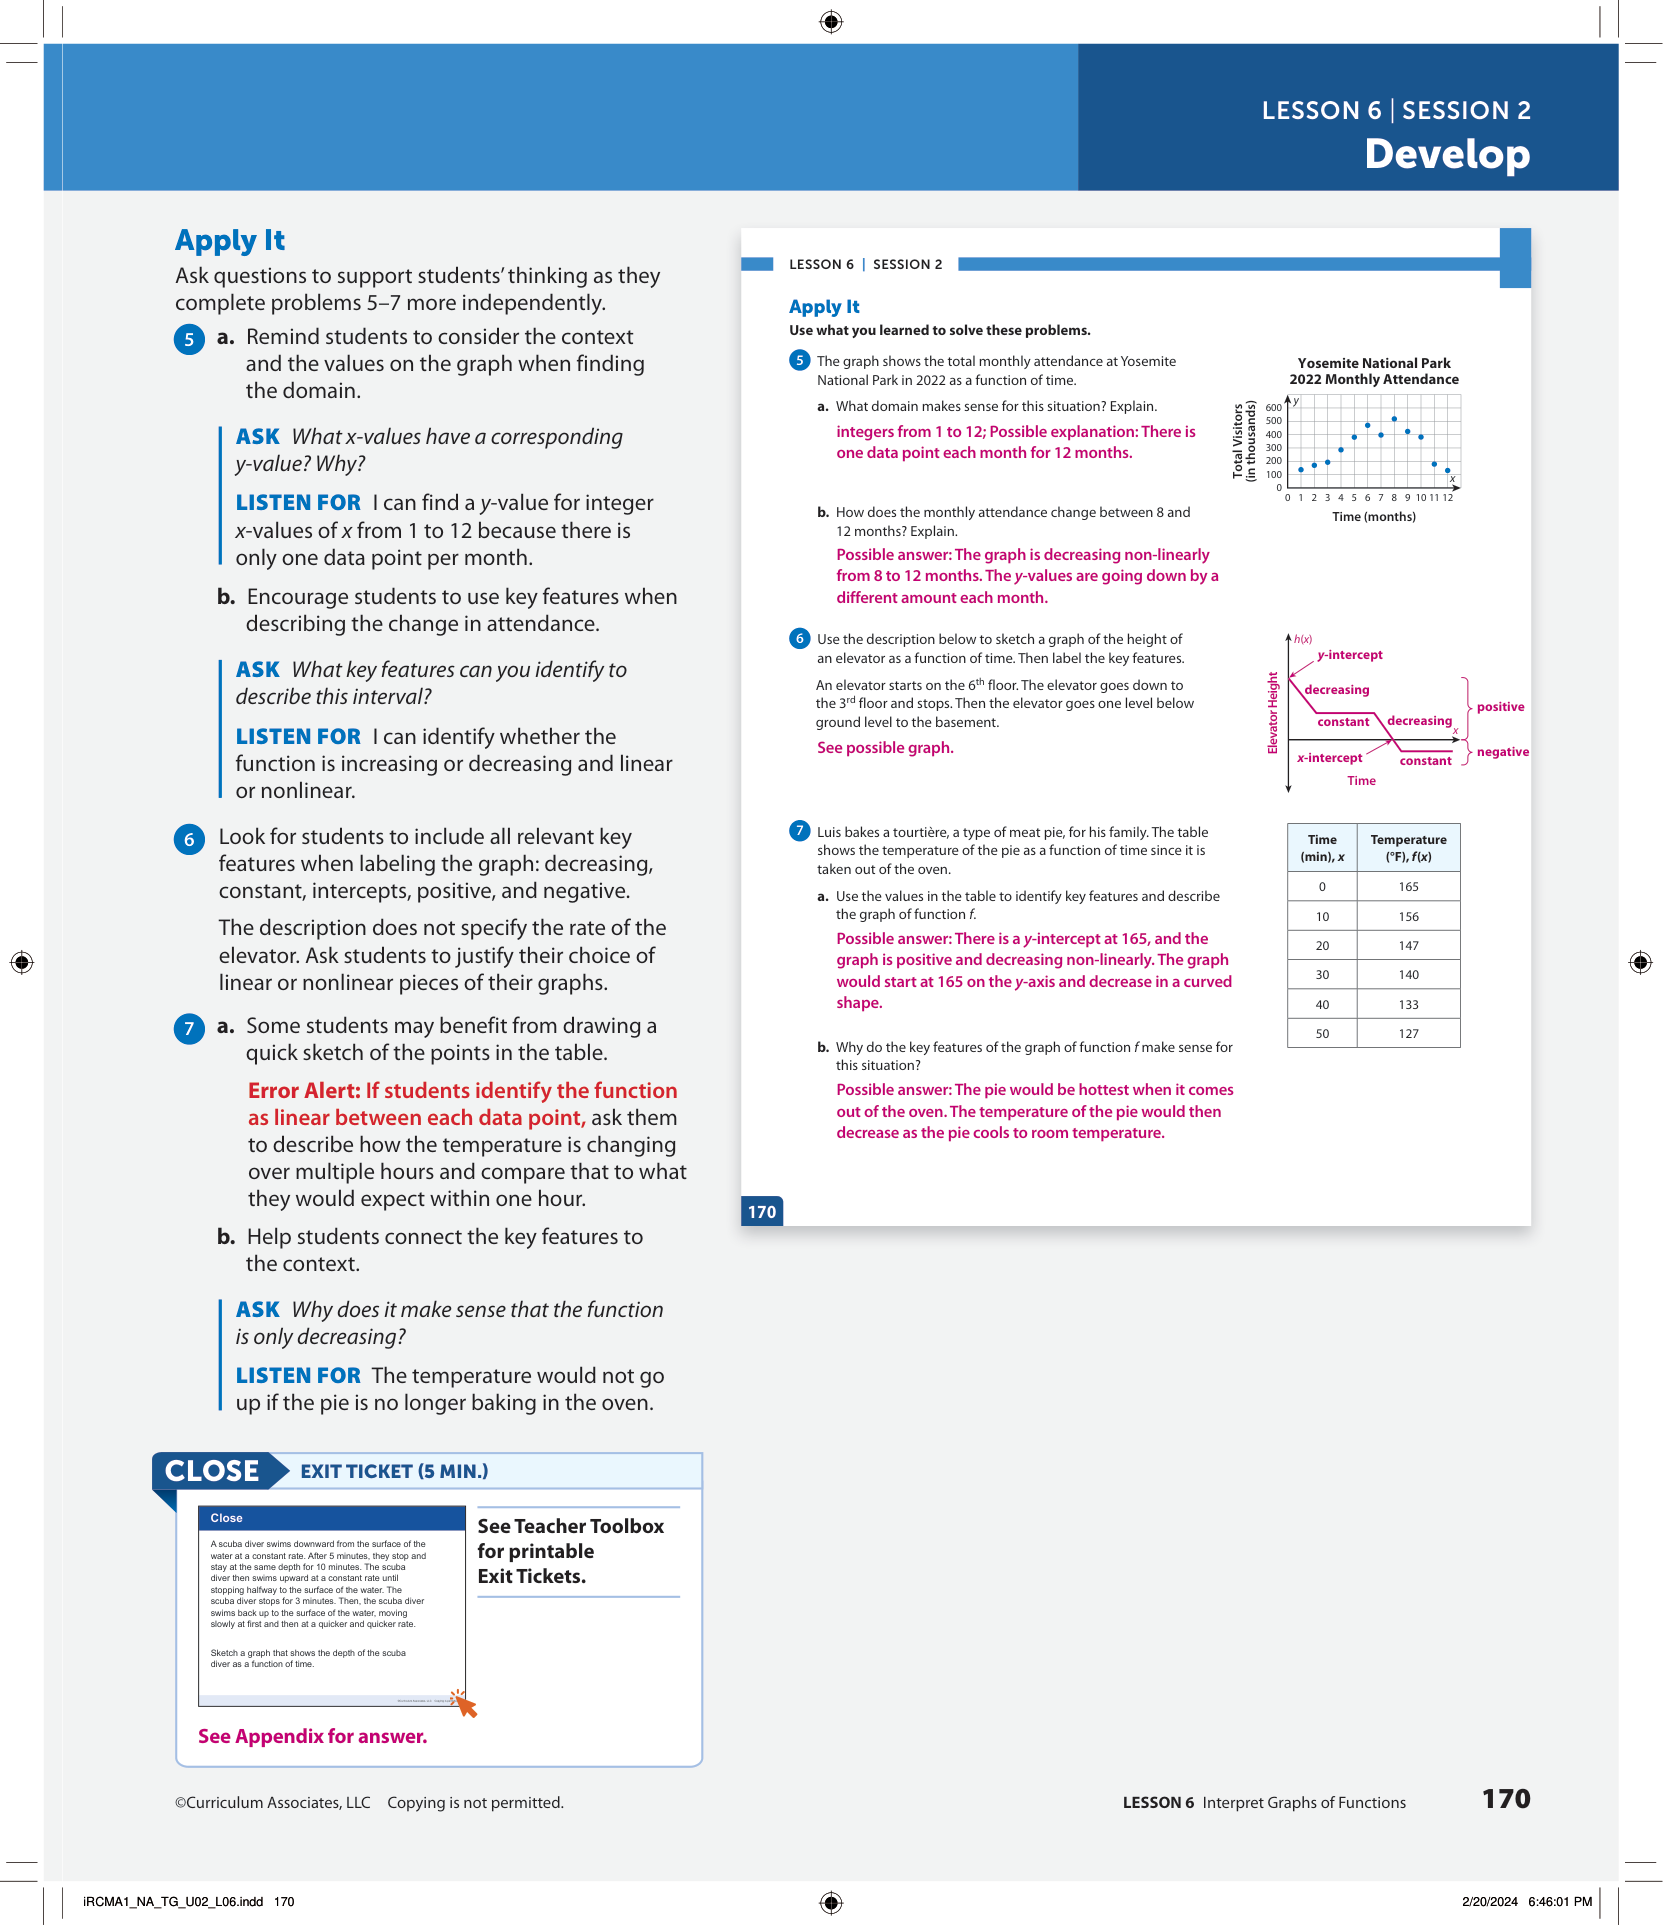 LESSON 6 | SESSION 2
Develop
Apply It
Ask questions to support students’ thinking as they
complete problems 5–7 more independently.
5 a. Remind students to consider the context
and the values on the graph when finding
the domain.
ASK What x-values have a corresponding
y-value? Why?
LISTEN FOR I can find a y-value for integer
x-values of x from 1 to 12 because there is
only one data point per month.
b. Encourage students to use key features when
describing the change in attendance.
ASK What key features can you identify to
describe this interval?
LISTEN FOR I can identify whether the
function is increasing or decreasing and linear
or nonlinear.
6 Look for students to include all relevant key
features when labeling the graph: decreasing,
constant, intercepts, positive, and negative.
The description does not specify the rate of the
elevator. Ask students to justify their choice of
linear or nonlinear pieces of their graphs.
7 a. Some students may benefit from drawing a
quick sketch of the points in the table.
Error Alert: If students identify the function
as linear between each data point, ask them
to describe how the temperature is changing
over multiple hours and compare that to what
they would expect within one hour.
b. Help students connect the key features to
the context.
ASK Why does it make sense that the function
is only decreasing?
LISTEN FOR The temperature would not go
up if the pie is no longer baking in the oven.
CLOSE EXIT TICKET (5 MIN.)
Close
A scuba diver swims downward from the surface of the
water at a constant rate. After 5 minutes, they stop and
stay at the same depth for 10 minutes. The scuba
diver then swims upward at a constant rate until
stopping halfway to the surface of the water. The
scuba diver stops for 3 minutes. Then, the scuba diver
swims back up to the surface of the water, moving
slowly at first and then at a quicker and quicker rate.
Sketch a graph that shows the depth of the scuba
diver as a function of time.
See Teacher Toolbox
for printable
Exit Tickets.
See Appendix for answer.
LESSON 6 | SESSION 2
Apply It
Use what you learned to solve these problems.
5 The graph shows the total monthly attendance at Yosemite
National Park in 2022 as a function of time.
a. What domain makes sense for this situation? Explain.
integers from 1 to 12; Possible explanation: There is
one data point each month for 12 months.
b. How does the monthly attendance change between 8 and
12 months? Explain.
Possible answer: The graph is decreasing non-linearly
from 8 to 12 months. The y-values are going down by a
different amount each month.
Yosemite National Park
2022 Monthly Attendance
Total Visitors
(in thousands)
y
600
500
400
300
200
100
0
x
0 1 2 3 4 5 6 7 8 9 10 11 12
Time (months)
6 Use the description below to sketch a graph of the height of
an elevator as a function of time. Then label the key features.
An elevator starts on the 6th floor. The elevator goes down to
the 3rd floor and stops. Then the elevator goes one level below
ground level to the basement.
See possible graph.
h(x)
y-intercept
decreasing
constant
decreasing
x
positive
negative
x-intercept
constant
Elevator Height
Time
7 Luis bakes a tourtière, a type of meat pie, for his family. The table
shows the temperature of the pie as a function of time since it is
taken out of the oven.
a. Use the values in the table to identify key features and describe
the graph of function f.
Possible answer: There is a y-intercept at 165, and the
graph is positive and decreasing non-linearly. The graph
would start at 165 on the y-axis and decrease in a curved
shape.
b. Why do the key features of the graph of function f make sense for
this situation?
Possible answer: The pie would be hottest when it comes
out of the oven. The temperature of the pie would then
decrease as the pie cools to room temperature.
Time Temperature
(min), x (°F), f(x)
0 165
10 156
20 147
30 140
40 133
50 127
170
©Curriculum Associates, LLC Copying is not permitted.
LESSON 6 Interpret Graphs of Functions 170
iRCMA1_NA_TG_U02_L06.indd 170
2/20/2024 6:46:01 PM